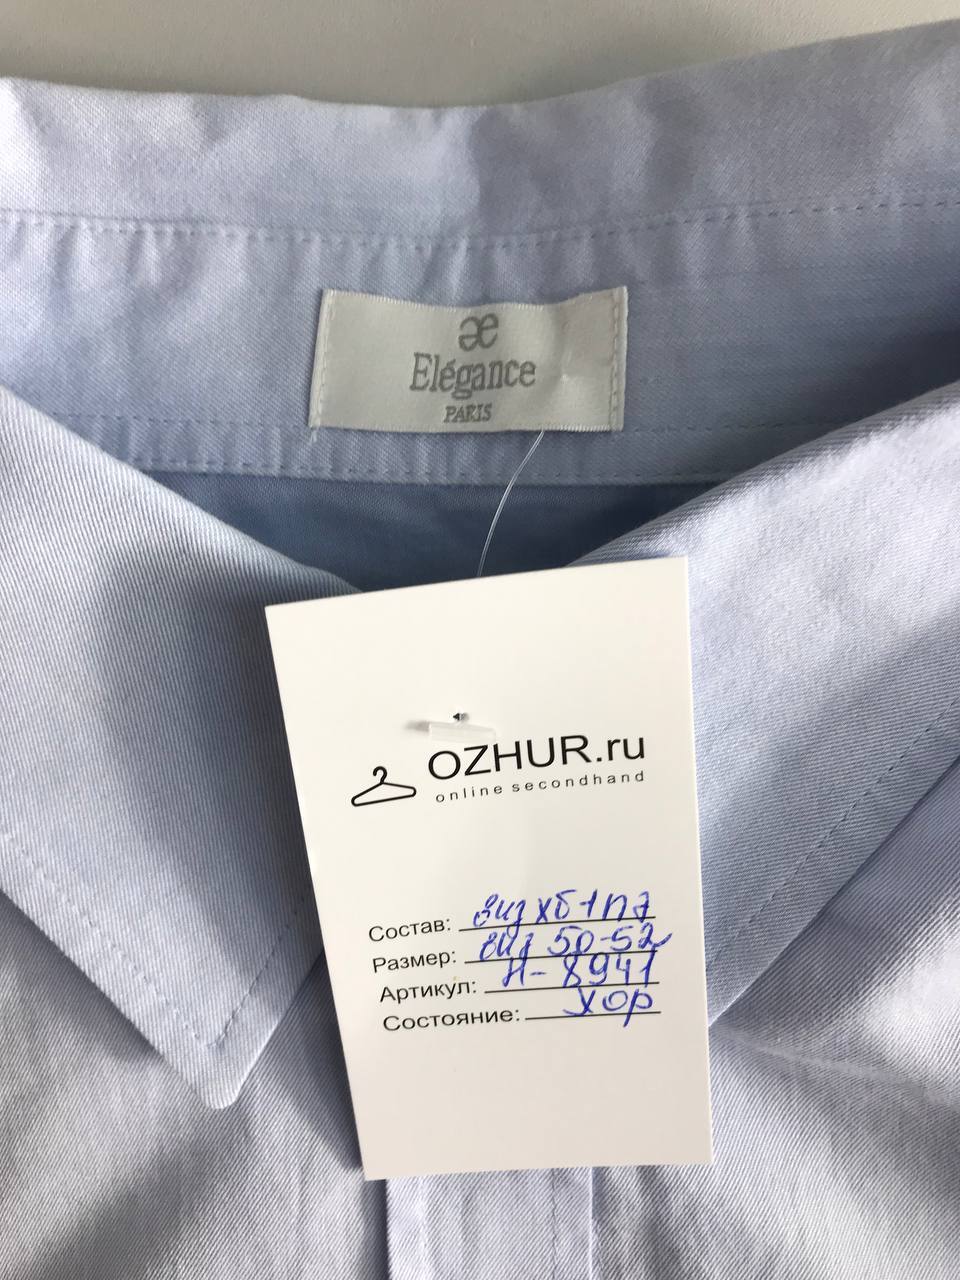 æ
Elégance
PARIS
OZHUR.ru
online secondhand
Состав: виз хб+пэ
Размер: виз 50-52
Артикул: Н-8941
Состояние: хор